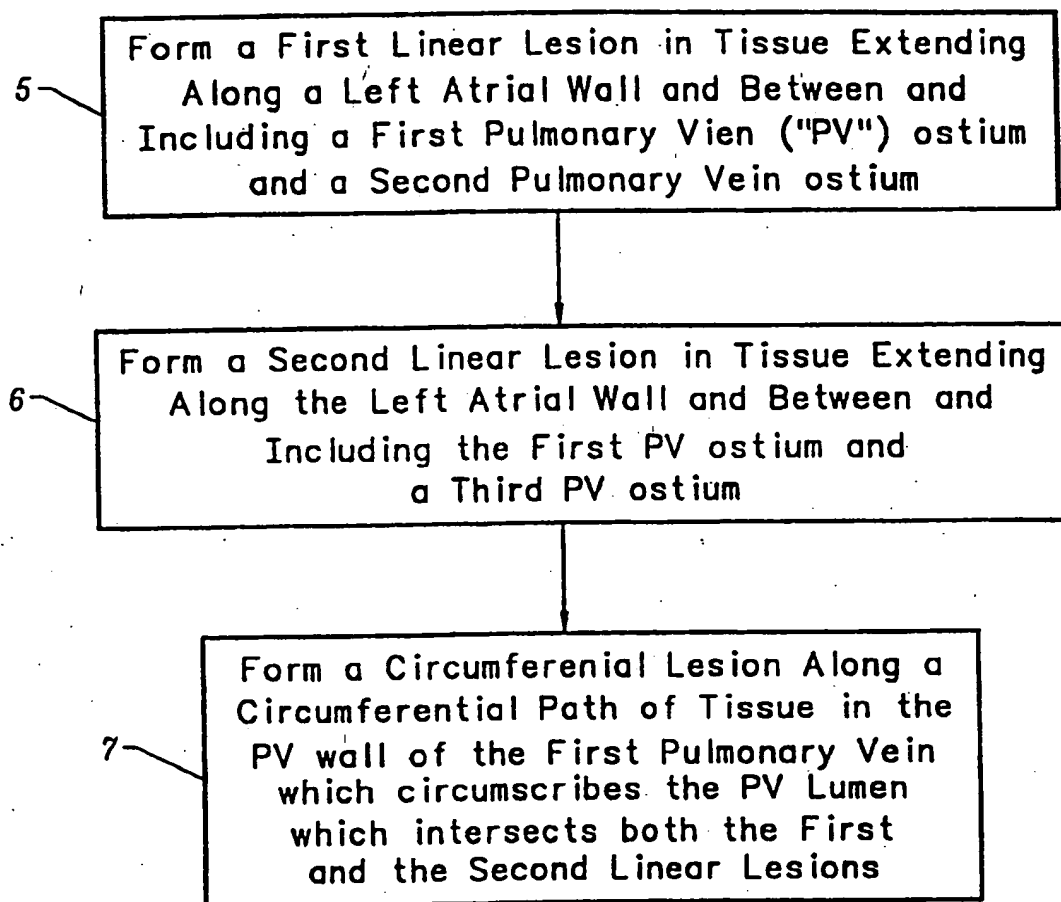 Form a First Linear Lesion in Tissue Extending
5
Along a Left Atrial Wall and Between and
Including a First Pulmonary Vien ("PV") ostium
and a Second Pulmonary Vein ostium
Form a Second Linear Lesion in Tissue Extending
6
Along the Left Atrial Wall and Between and
Including the First PV ostium and
a Third PV ostium
Form a Circumferenial Lesion Along a
Circumferential Path of Tissue in the
7
PV wall of the First Pulmonary Vein
which circumscribes the PV Lumen
which intersects both the First
and the Second Linear Lesions